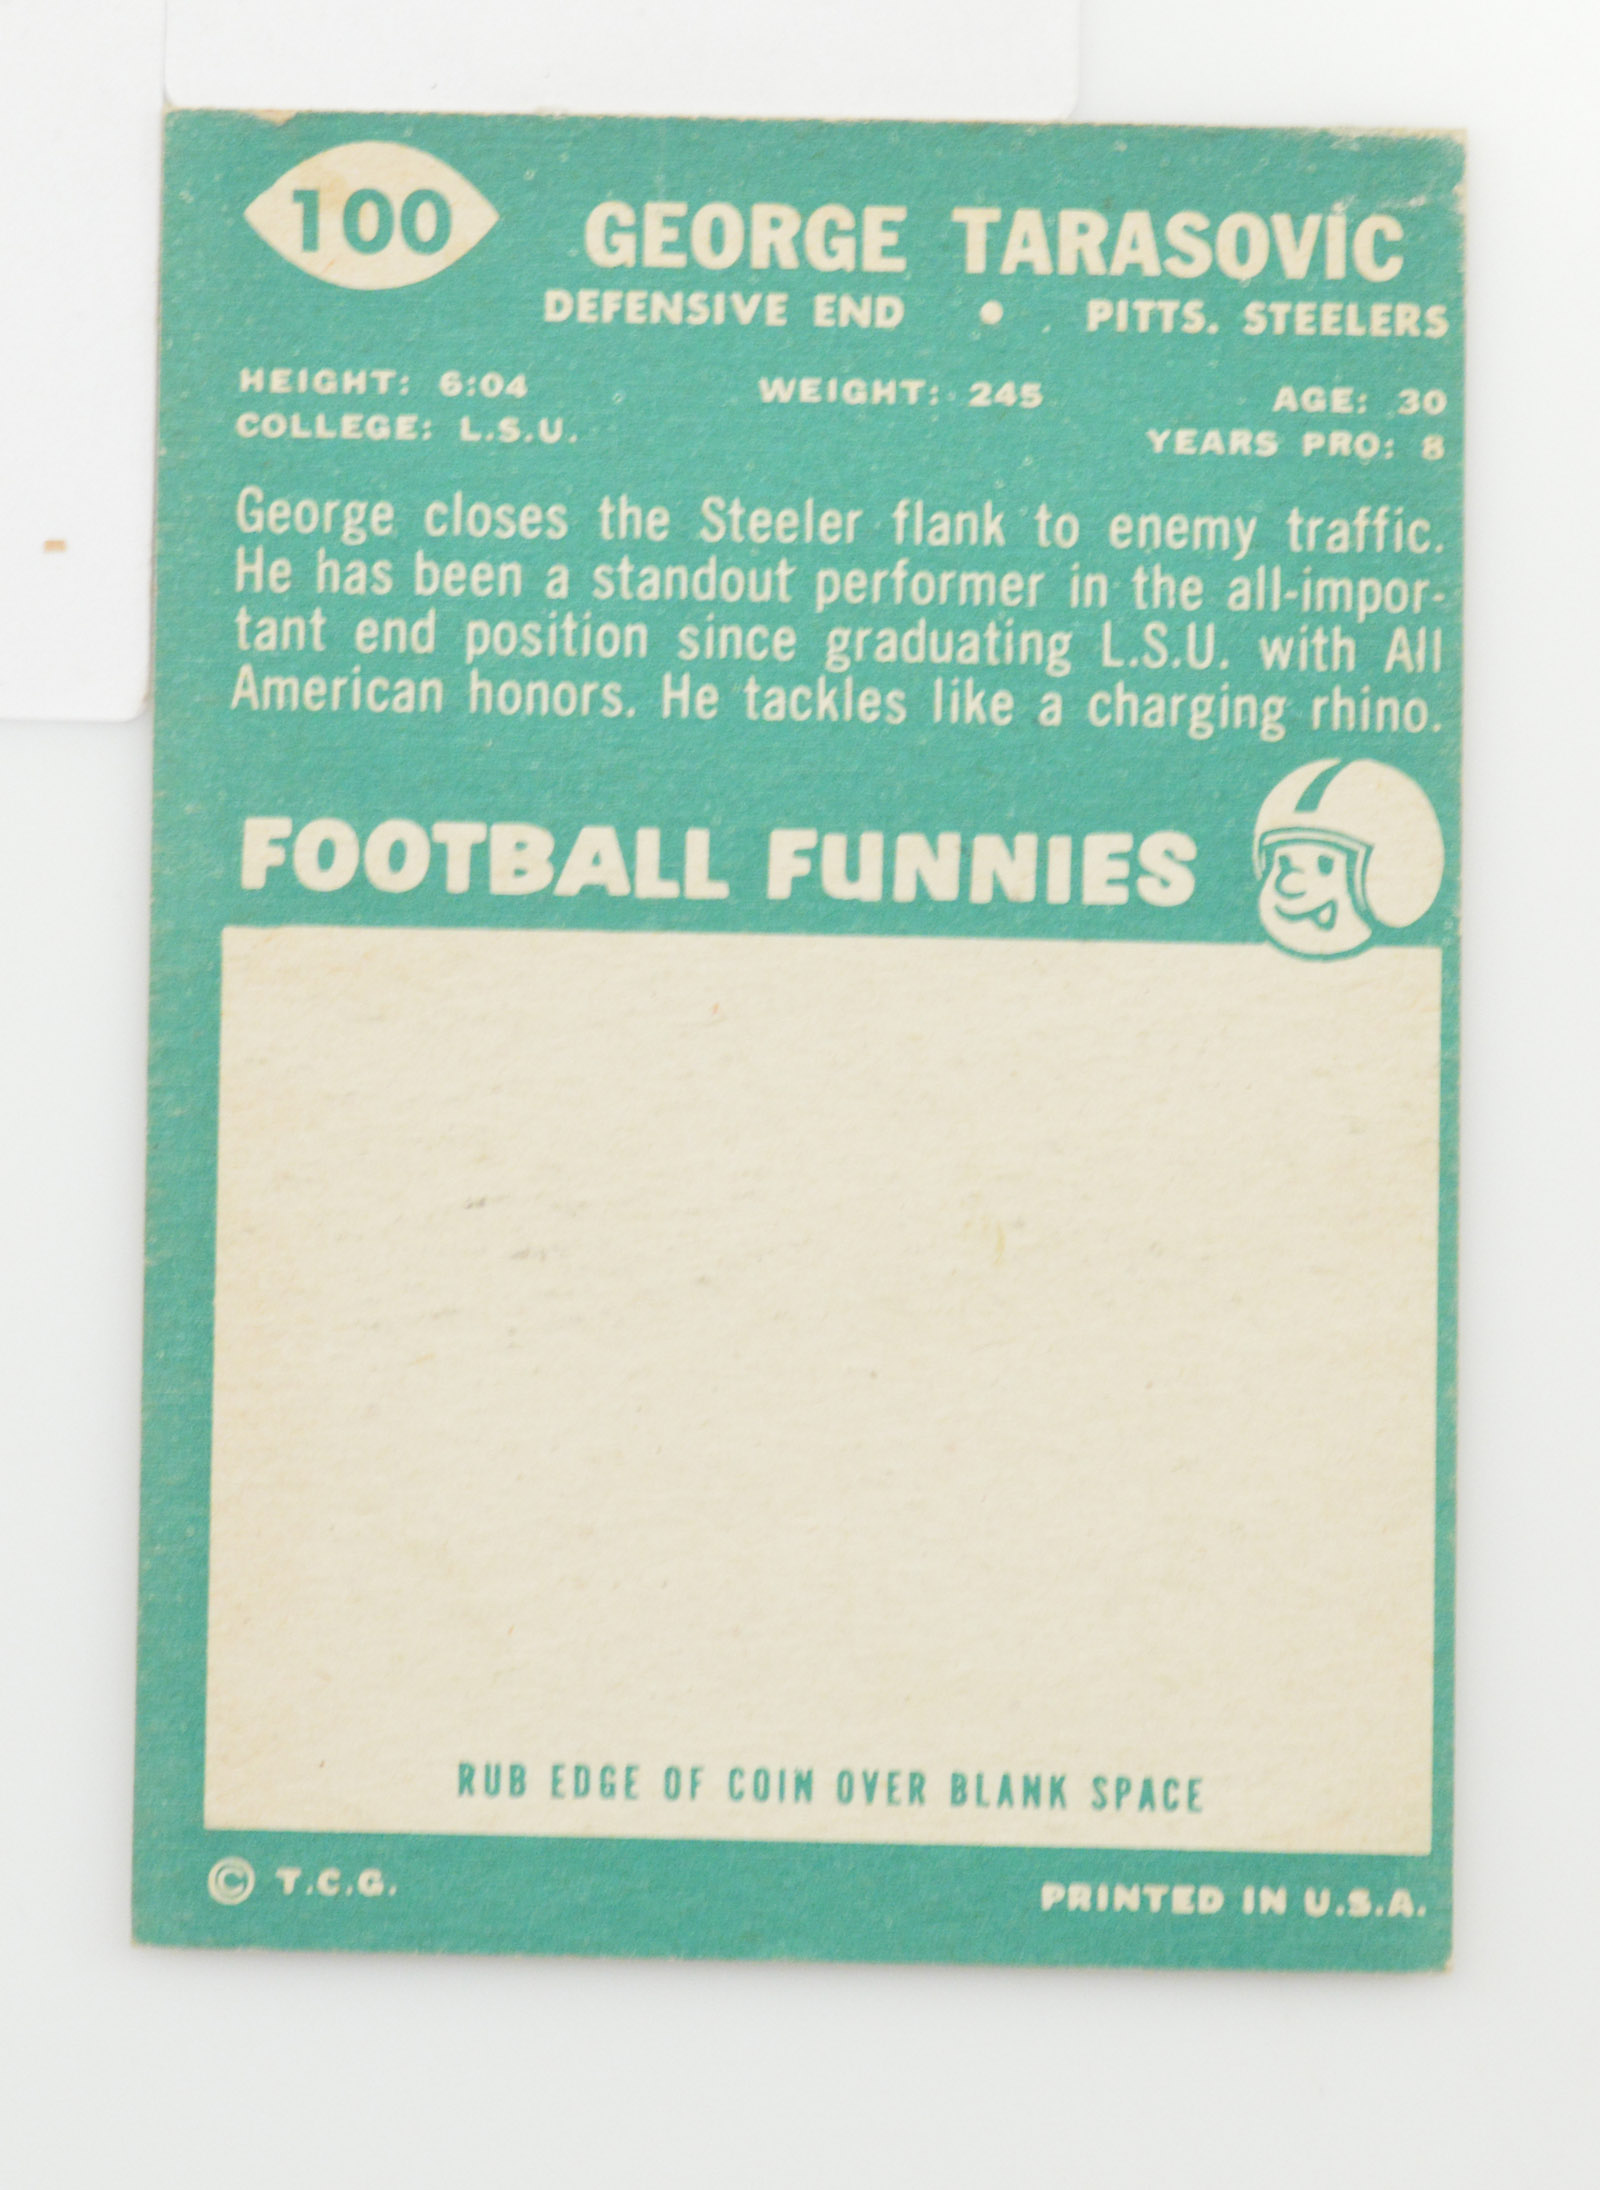 100
GEORGE TARASOVIC
DEFENSIVE END • PITTS. STEELERS
HEIGHT: 6:04 WEIGHT: 245 AGE: 30
COLLEGE: L.S.U. YEARS PRO: 8
George closes the Steeler flank to enemy traffic.
He has been a standout performer in the all-impor-
tant end position since graduating L.S.U. with All
American honors. He tackles like a charging rhino.
FOOTBALL FUNNIES
RUB EDGE OF COIN OVER BLANK SPACE
© T.C.G. PRINTED IN U.S.A.